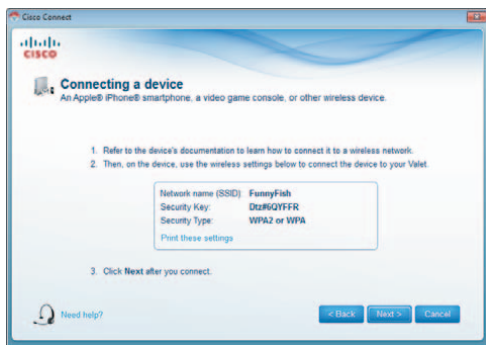 Cisco Connect
CISCO
Connecting a device
An Apple® iPhone® smartphone, a video game console, or other wireless device.
1. Refer to the device's documentation to learn how to connect it to a wireless network.
2. Then, on the device, use the wireless settings below to connect the device to your Valet.
Network name (SSID) FunnyFish
Security Key: Dtz#6QYFFR
Security Type: WPA2 or WPA
Print these settings
3. Click Next after you connect.
Need help?
< Back Next > Cancel